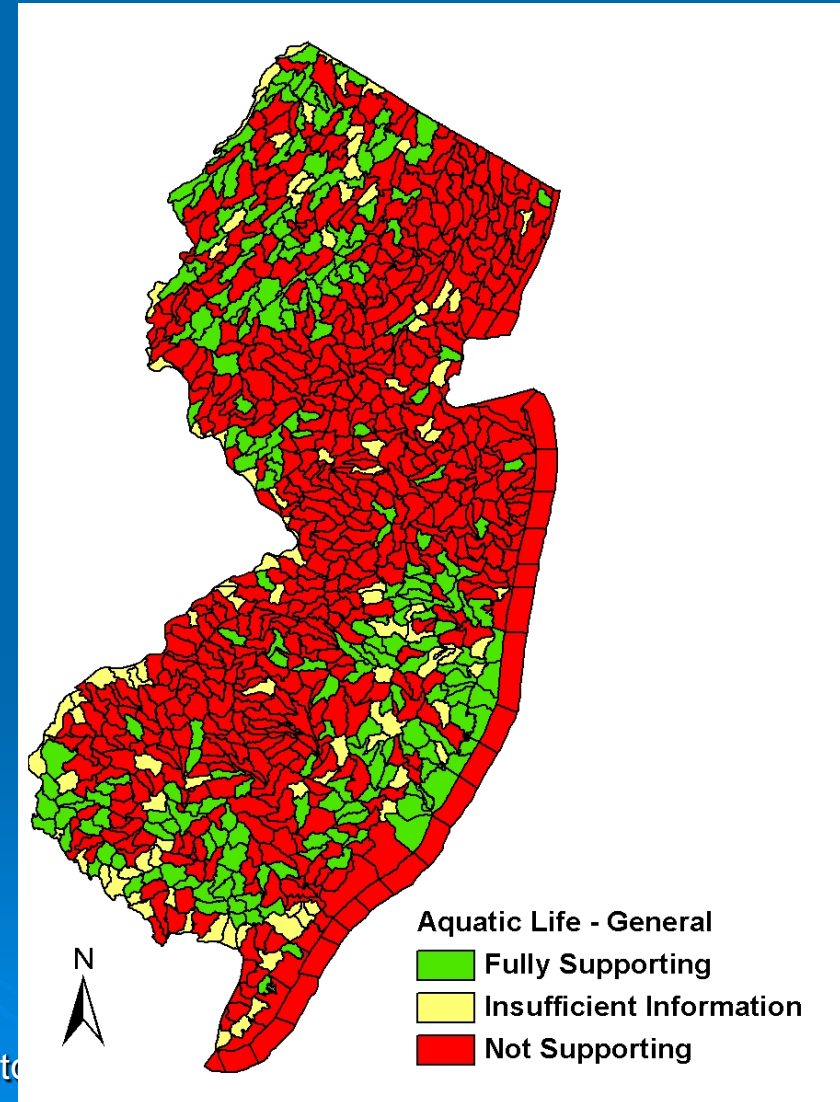 Aquatic Life - General
Fully Supporting
Insufficient Information
Not Supporting
N